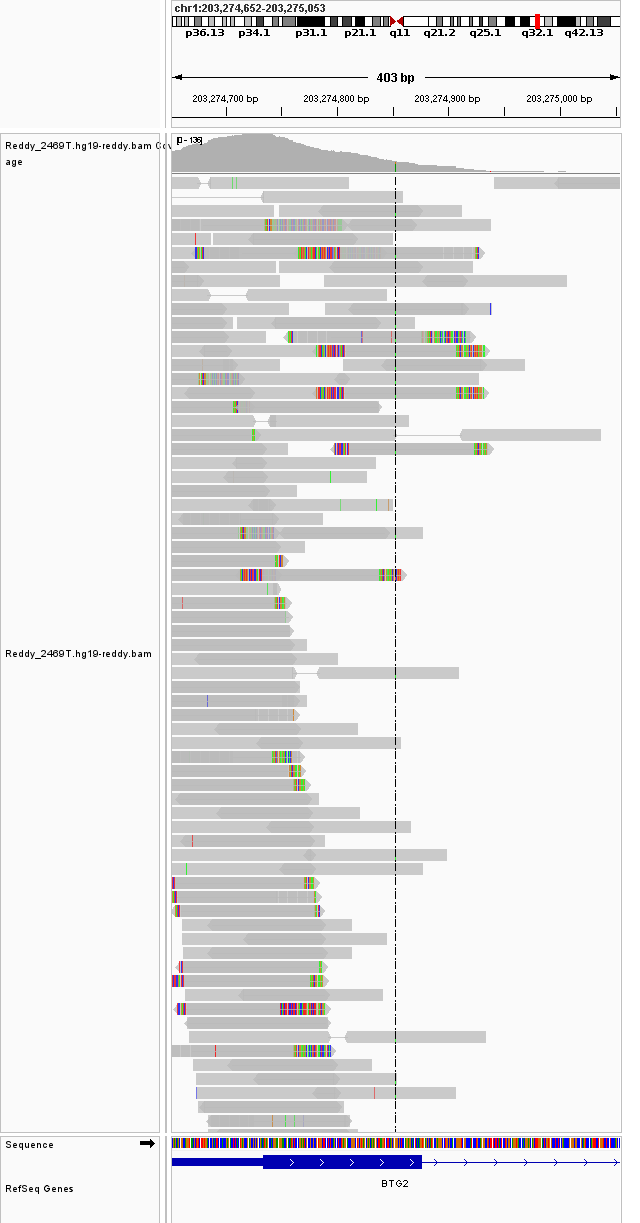 chr1:203,274,652-203,275,053
p36.13 p34.1 p31.1 p21.1 q11 q21.2 q25.1 q32.1 q42.13
403 bp
203,274,700 bp 203,274,800 bp 203,274,900 bp 203,275,000 bp
Reddy_2469T.hg19-reddy.bam Cov
age
[0 - 136]
Reddy_2469T.hg19-reddy.bam
Sequence
RefSeq Genes
BTG2